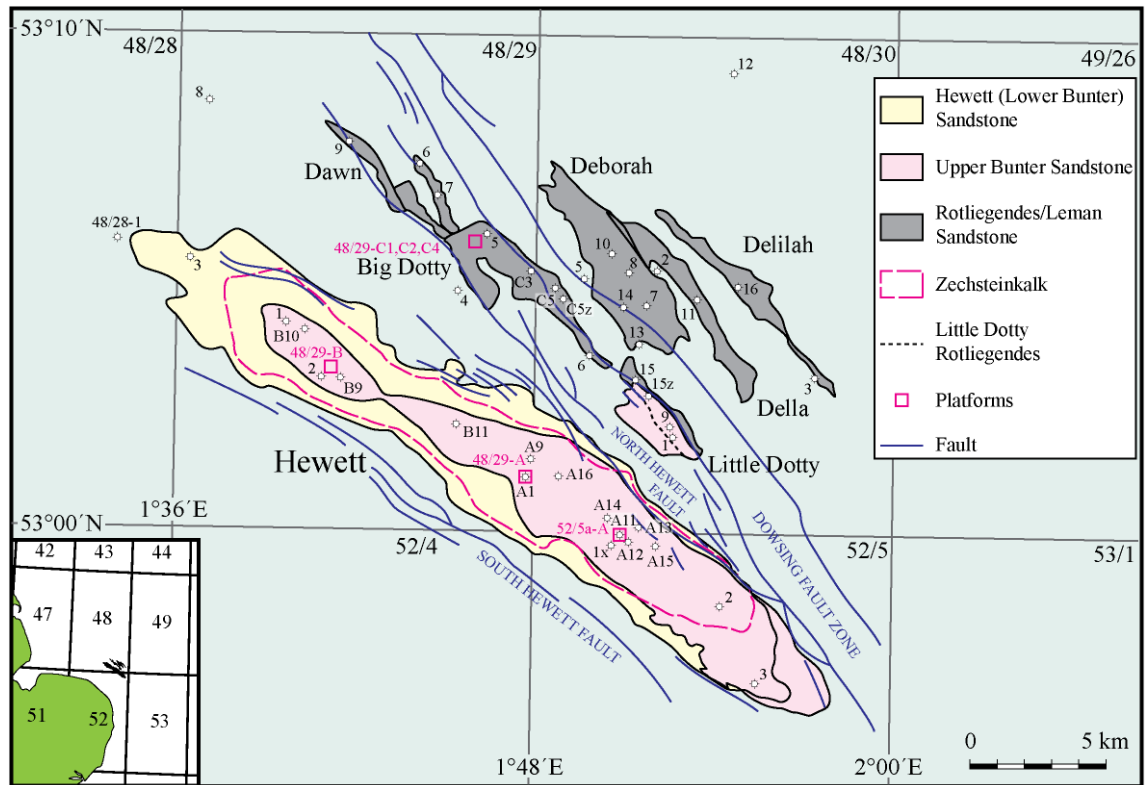 53°10´N
48/28
48/29
48/30
49/26
12
8
Hewett (Lower Bunter)
Sandstone
Upper Bunter Sandstone
Rotliegendes/Leman
Sandstone
Zechsteinkalk
Little Dotty
Rotliegendes
Platforms
Fault
9
6
Dawn
7
Deborah
Delilah
48/28-1
3
48/29-C1,C2,C4
5
Big Dotty
4
C3
C5
C5z
5
10
8
2
14
7
11
16
13
6
15
15z
3
Della
9
1
Little Dotty
1
B10
48/29-B
2
B9
B11
Hewett
A9
48/29-A
A1
A16
NORTH HEWETT
FAULT
A14
A11
A13
52/5a-A
1x
A12
A15
DOWSING FAULT ZONE
1°36´E
53°00´N
52/4
52/5
53/1
SOUTH HEWETT FAULT
2
3
42
43
44
47
48
49
51
52
53
1°48´E
2°00´E
0
5 km